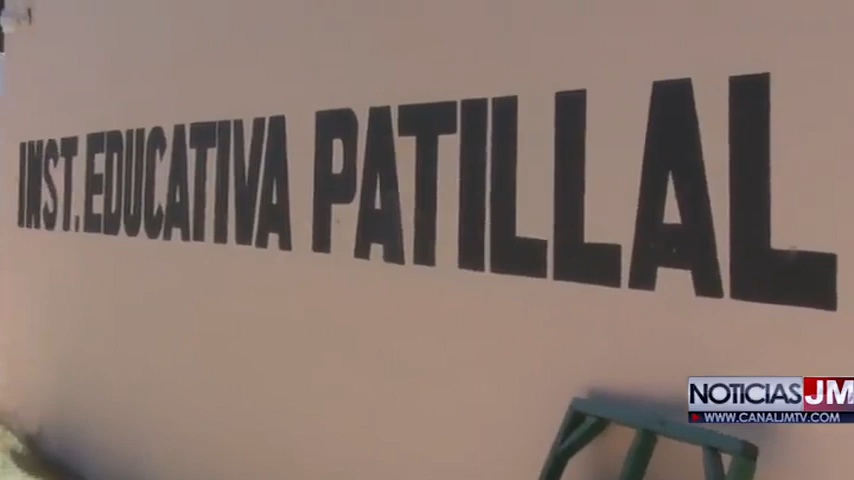 INST. EDUCATIVA PATILLAL
NOTICIAS JM
WWW.CANALJMTV.COM